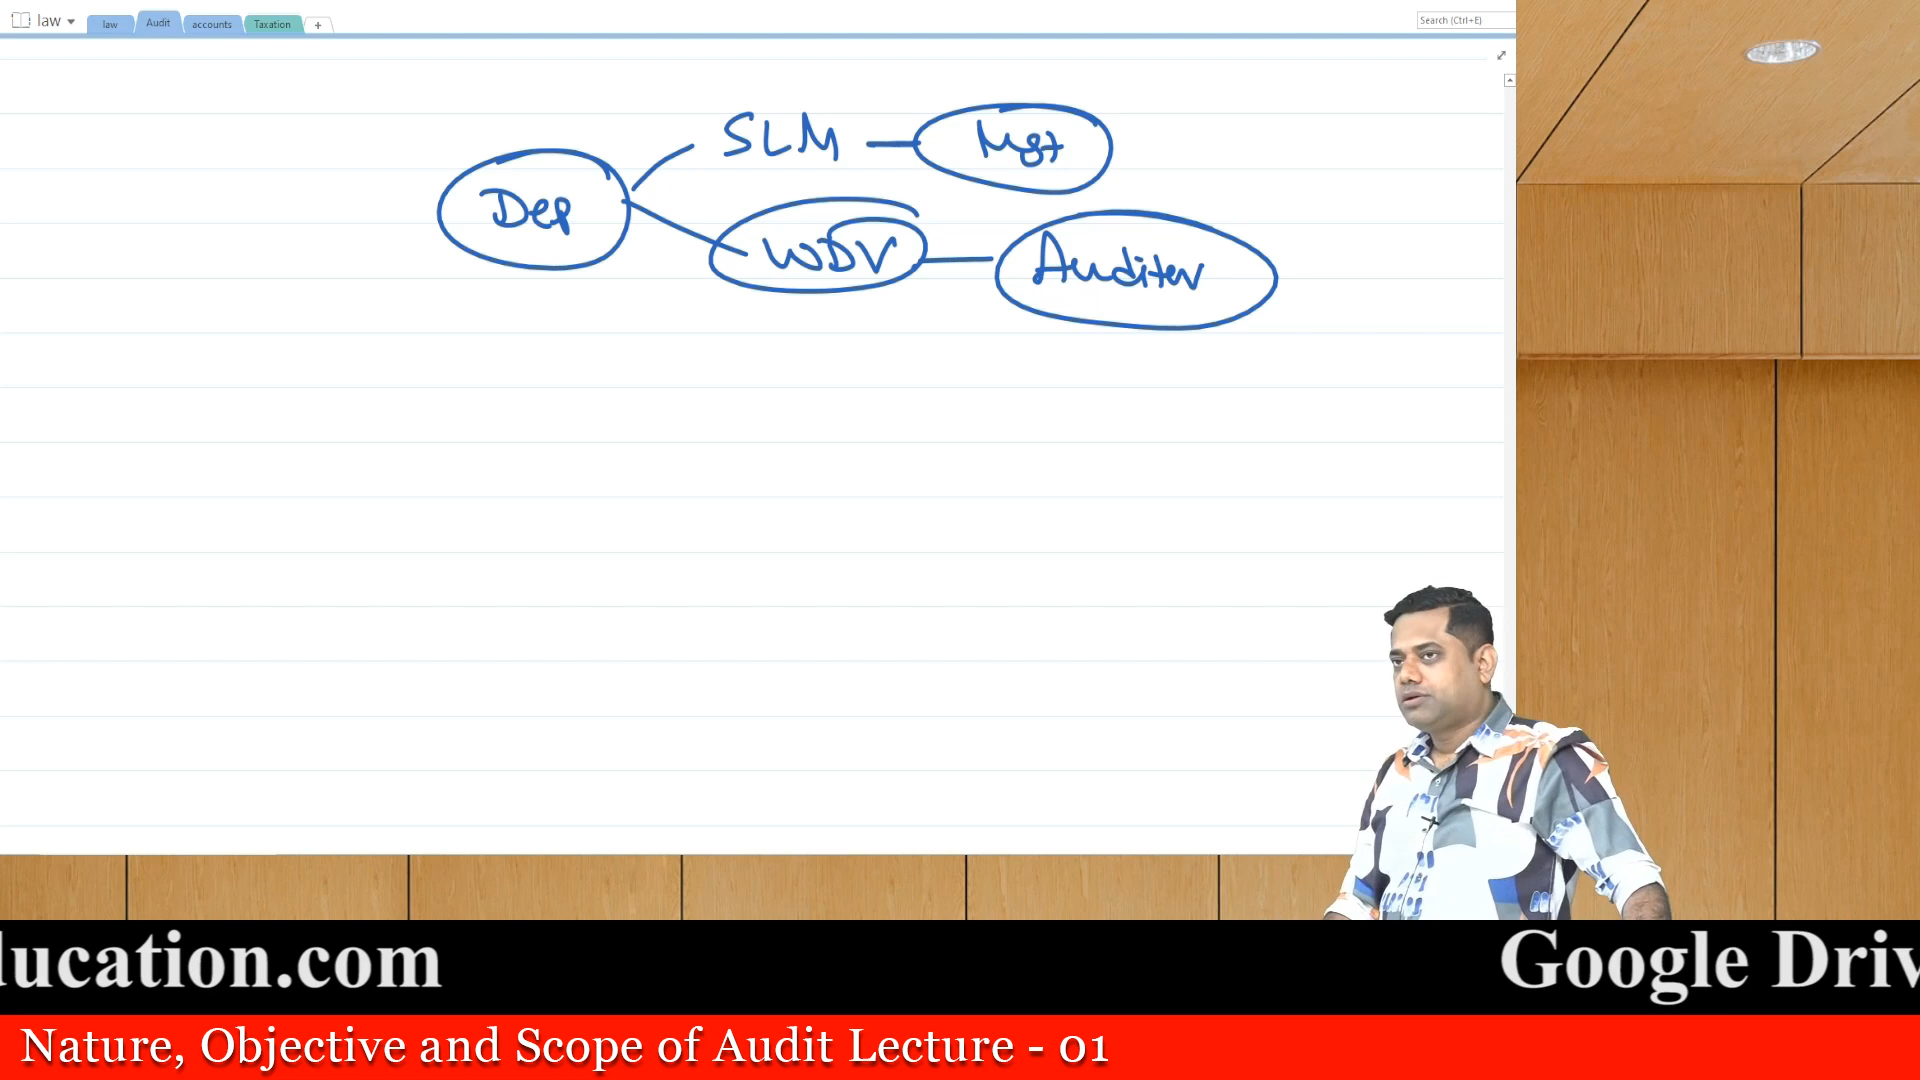 law
law Audit accounts Taxation +
Search (Ctrl+E)
SLM — Mgt
Dep
WDV — Auditor
ducation.com
Google Driv
Nature, Objective and Scope of Audit Lecture - 01